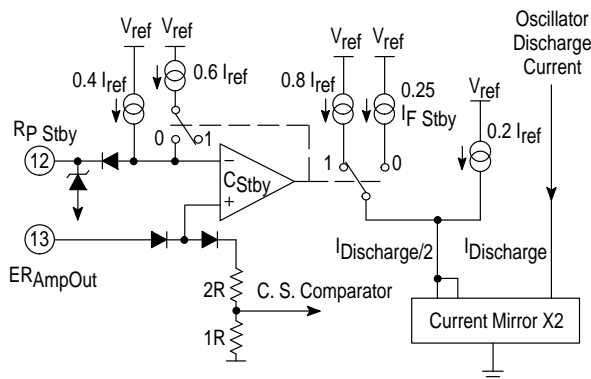 Oscillator
Discharge
Current
Vref
Vref
Vref
Vref
0.4 Iref
0.6 Iref
0.8 Iref
0.25
IF Stby
Vref
0.2 Iref
RP Stby
12
0
1
1
0
CStby
−
+
13
ERAmpOut
2R
1R
C. S. Comparator
IDischarge/2
IDischarge
Current Mirror X2